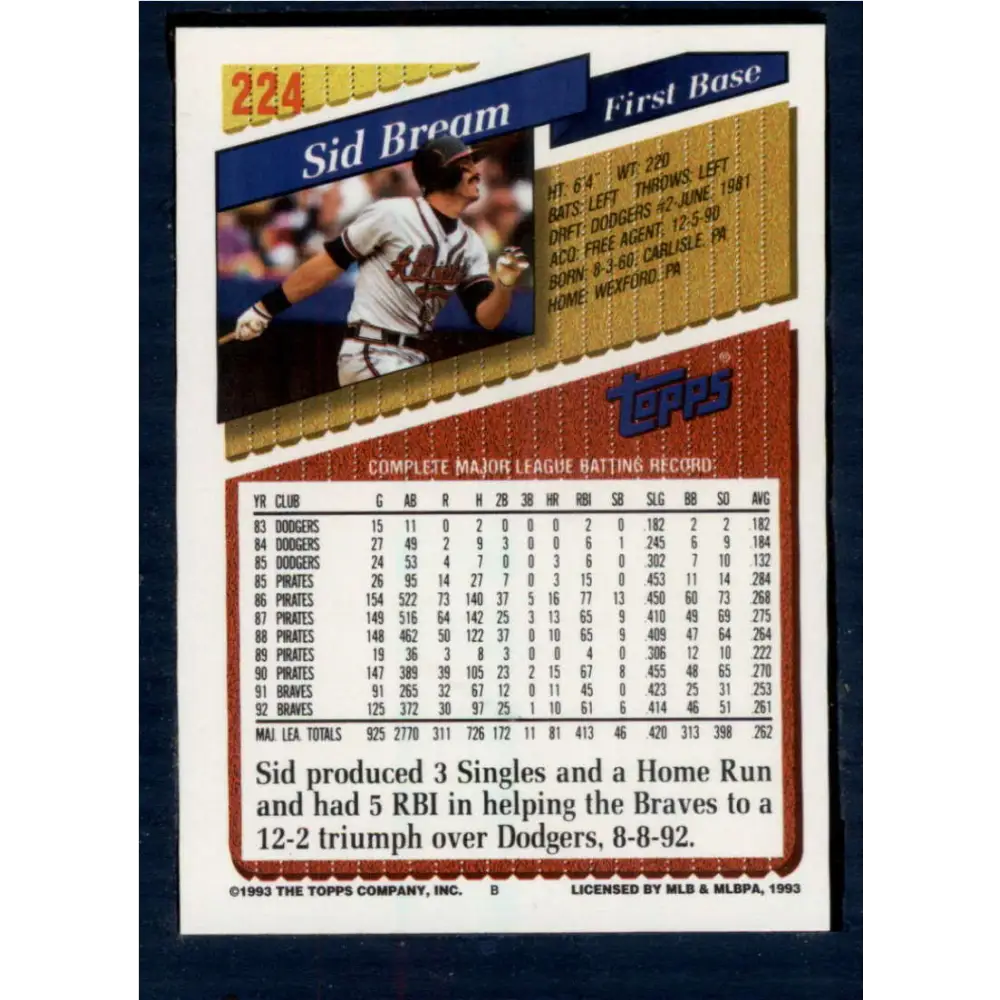 224
Sid Bream
First Base
HT: 6'4" WT: 220
BATS: LEFT THROWS: LEFT
DRFT: DODGERS #2-JUNE, 1981
ACQ: FREE AGENT, 12-5-90
BORN: 8-3-60, CARLISLE, PA
HOME: WEXFORD, PA
Topps®
COMPLETE MAJOR LEAGUE BATTING RECORD
YR CLUB G AB R H 2B 3B HR RBI SB SLG BB SO AVG
83 DODGERS 15 11 0 2 0 0 0 2 0 .182 2 2 .182
84 DODGERS 27 49 2 9 3 0 0 6 1 .245 6 9 .184
85 DODGERS 24 53 4 7 0 0 3 6 0 .302 7 10 .132
85 PIRATES 26 95 14 27 7 0 3 15 0 .453 11 14 .284
86 PIRATES 154 522 73 140 37 5 16 77 13 .450 60 73 .268
87 PIRATES 149 516 64 142 25 3 13 65 9 .410 49 69 .275
88 PIRATES 148 462 50 122 37 0 10 65 9 .409 47 64 .264
89 PIRATES 19 36 3 8 3 0 0 4 0 .306 12 10 .222
90 PIRATES 147 389 39 105 23 2 15 67 8 .455 48 65 .270
91 BRAVES 91 265 32 67 12 0 11 45 0 .423 25 31 .253
92 BRAVES 125 372 30 97 25 1 10 61 6 .414 46 51 .261
MAJ. LEA. TOTALS 925 2770 311 726 172 11 81 413 46 .420 313 398 .262
Sid produced 3 Singles and a Home Run
and had 5 RBI in helping the Braves to a
12-2 triumph over Dodgers, 8-8-92.
©1993 THE TOPPS COMPANY, INC. B LICENSED BY MLB & MLBPA, 1993